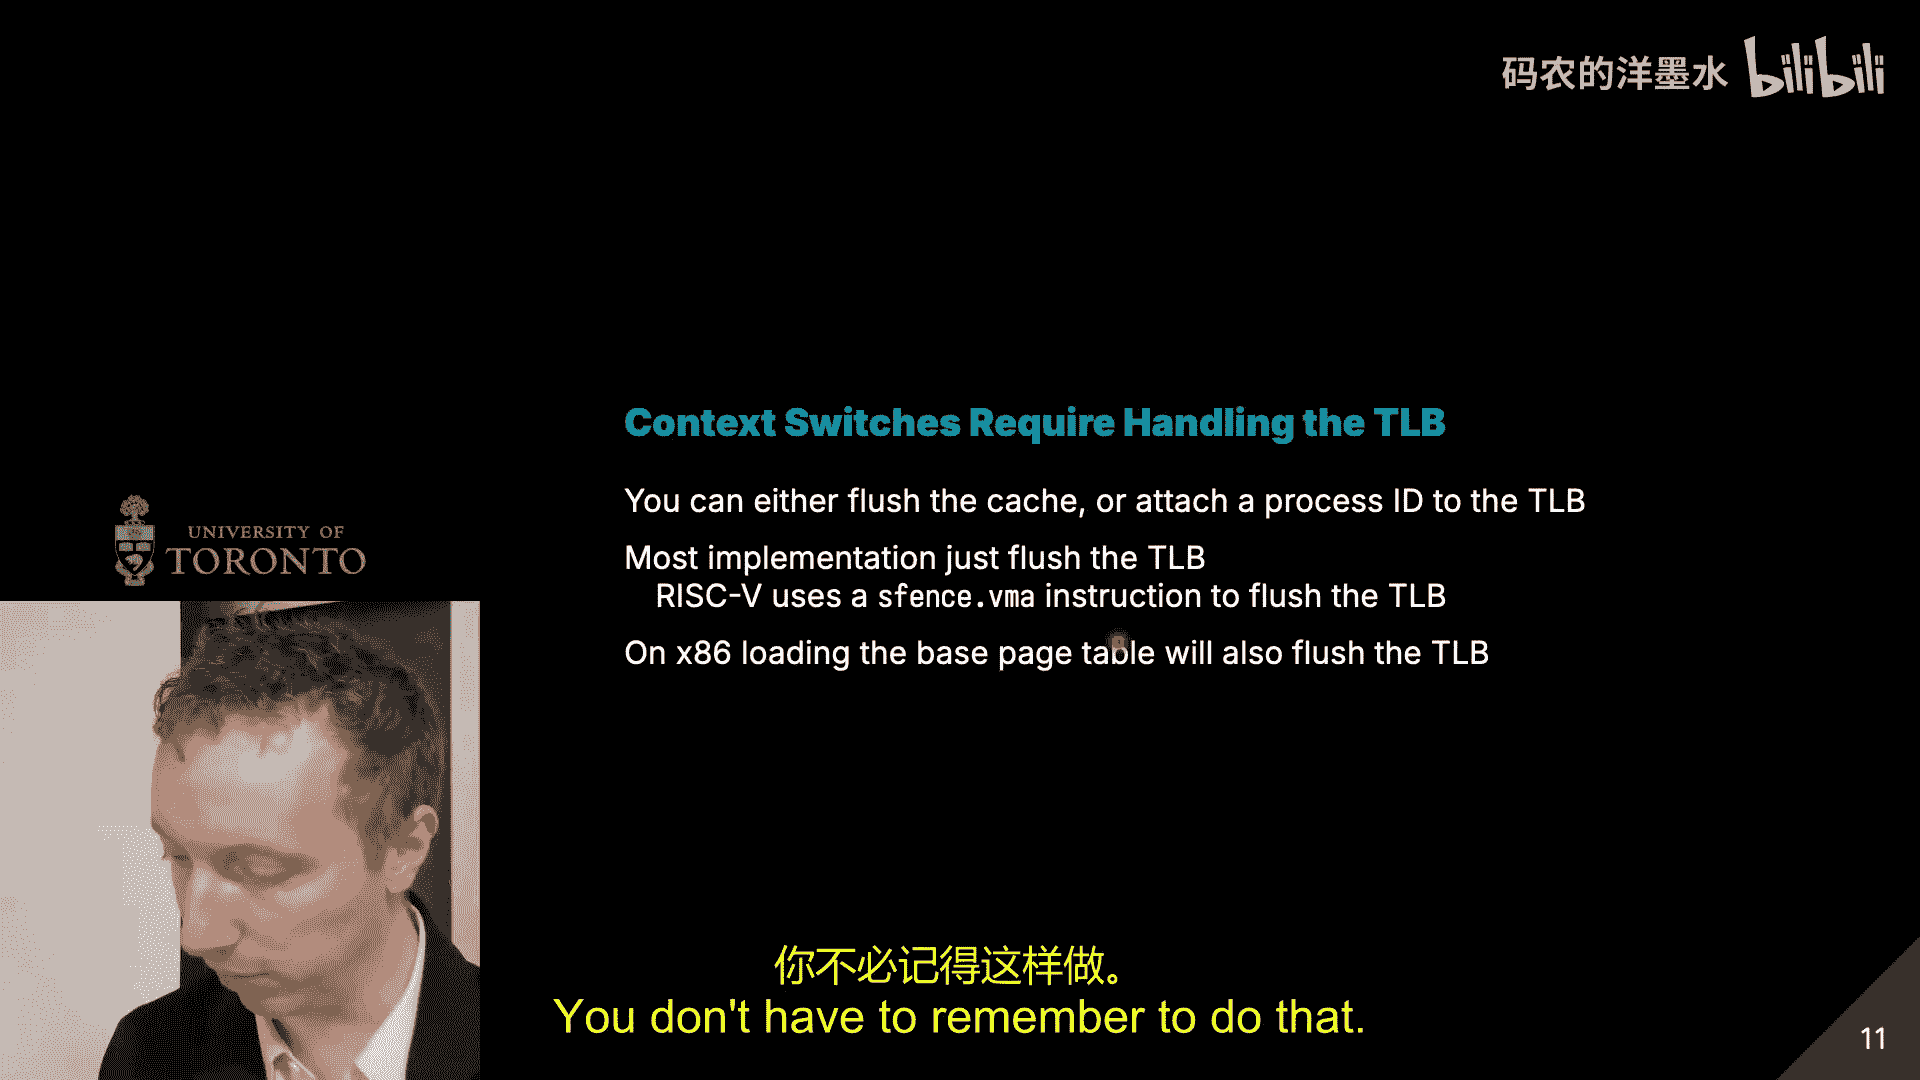 码农的洋墨水 bilibili
Context Switches Require Handling the TLB
You can either flush the cache, or attach a process ID to the TLB
Most implementation just flush the TLB
RISC-V uses a sfence.vma instruction to flush the TLB
On x86 loading the base page table will also flush the TLB
UNIVERSITY OF
TORONTO
你不必记得这样做。
You don't have to remember to do that.
11